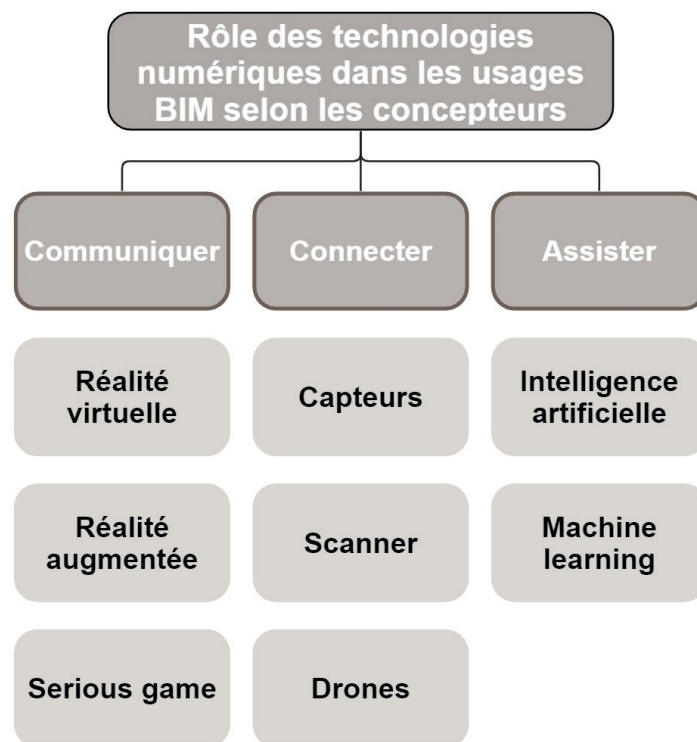 Rôle des technologies
numériques dans les usages
BIM selon les concepteurs
Communiquer
Connecter
Assister
Réalité
virtuelle
Capteurs
Intelligence
artificielle
Réalité
augmentée
Scanner
Machine
learning
Serious game
Drones